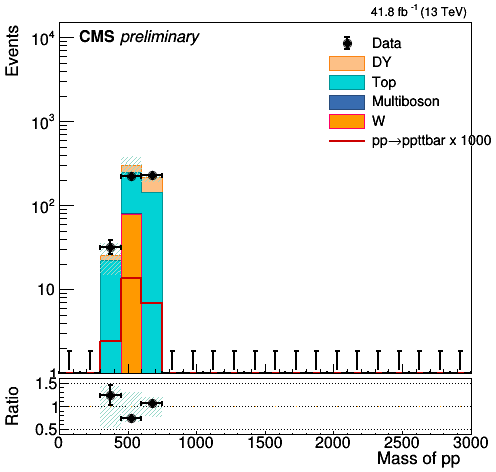 41.8 fb⁻¹ (13 TeV)
CMS preliminary
Events
10⁴
10³
10²
10
1
Data
DY
Top
Multiboson
W
pp→ppttbar x 1000
Ratio
1.5
1
0.5
0 500 1000 1500 2000 2500 3000
Mass of pp